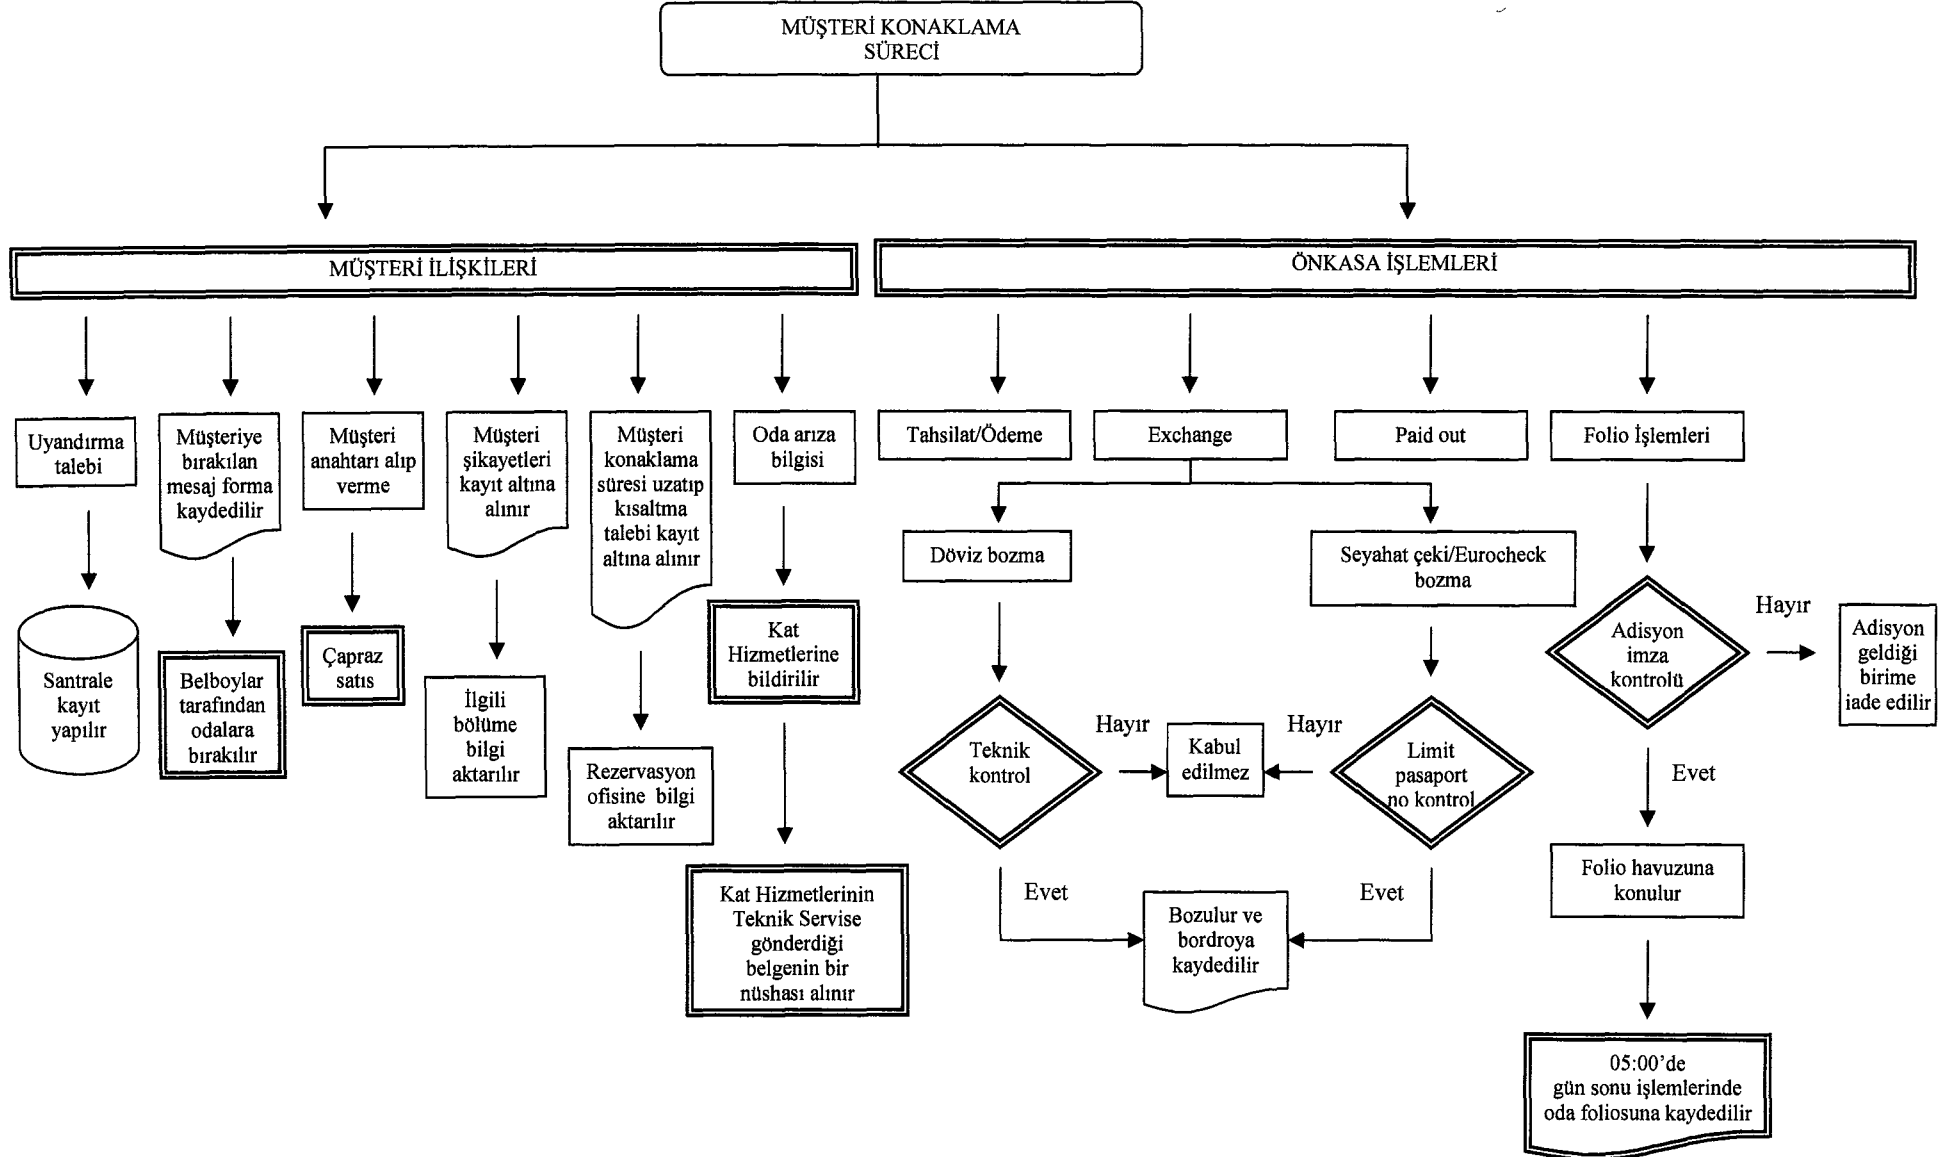 MÜŞTERİ KONAKLAMA
SÜRECİ
MÜŞTERİ İLİŞKİLERİ
ÖNKASA İŞLEMLERİ
Uyandırma
talebi
Müşteriye
bırakılan
mesaj forma
kaydedilir
Müşteri
anahtarı alıp
verme
Müşteri
şikayetleri
kayıt altına
alınır
Müşteri
konaklama
süresi uzatıp
kısaltma
talebi kayıt
altına alınır
Oda arıza
bilgisi
Tahsilat/Ödeme
Exchange
Paid out
Folio İşlemleri
Döviz bozma
Seyahat çeki/Eurocheck
bozma
Santrale
kayıt
yapılır
Belboylar
tarafından
odalara
bırakılır
Çapraz
satıs
İlgili
bölüme
bilgi
aktarılır
Rezervasyon
ofisine bilgi
aktarılır
Kat
Hizmetlerine
bildirilir
Kat Hizmetlerinin
Teknik Servise
gönderdiği
belgenin bir
nüshası alınır
Teknik
kontrol
Hayır
Kabul
edilmez
Hayır
Limit
pasaport
no kontrol
Adisyon
imza
kontrolü
Hayır
Adisyon
geldiği
birime
iade edilir
Evet
Evet
Bozulur ve
bordroya
kaydedilir
Evet
Folio havuzuna
konulur
05:00’de
gün sonu işlemlerinde
oda foliosuna kaydedilir